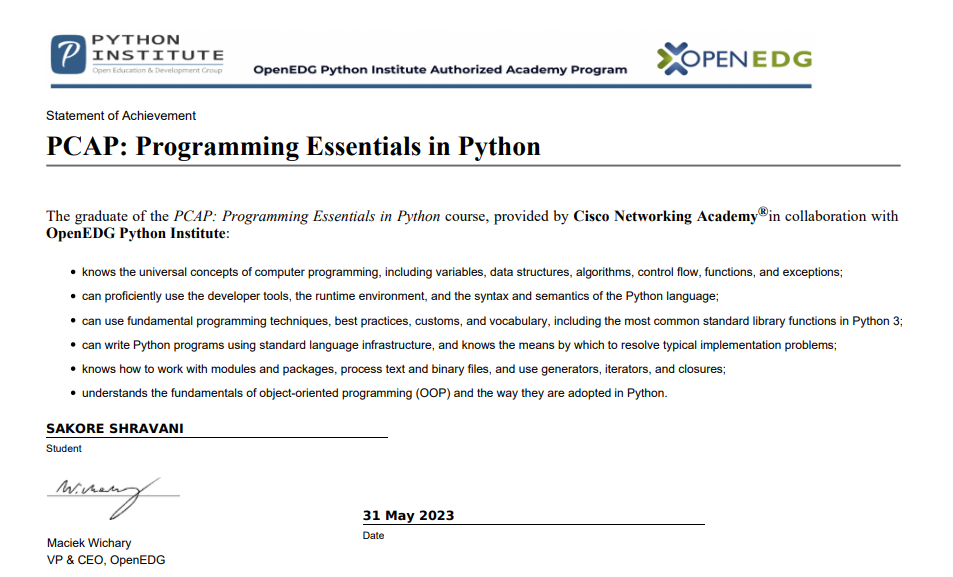 PYTHON
INSTITUTE
Open Education & Development Group
OpenEDG Python Institute Authorized Academy Program
OPENEDG
Statement of Achievement
PCAP: Programming Essentials in Python
The graduate of the PCAP: Programming Essentials in Python course, provided by Cisco Networking Academy®in collaboration with
OpenEDG Python Institute:
• knows the universal concepts of computer programming, including variables, data structures, algorithms, control flow, functions, and exceptions;
• can proficiently use the developer tools, the runtime environment, and the syntax and semantics of the Python language;
• can use fundamental programming techniques, best practices, customs, and vocabulary, including the most common standard library functions in Python 3;
• can write Python programs using standard language infrastructure, and knows the means by which to resolve typical implementation problems;
• knows how to work with modules and packages, process text and binary files, and use generators, iterators, and closures;
• understands the fundamentals of object-oriented programming (OOP) and the way they are adopted in Python.
SAKORE SHRAVANI
Student
W.Wichary
31 May 2023
Date
Maciek Wichary
VP & CEO, OpenEDG